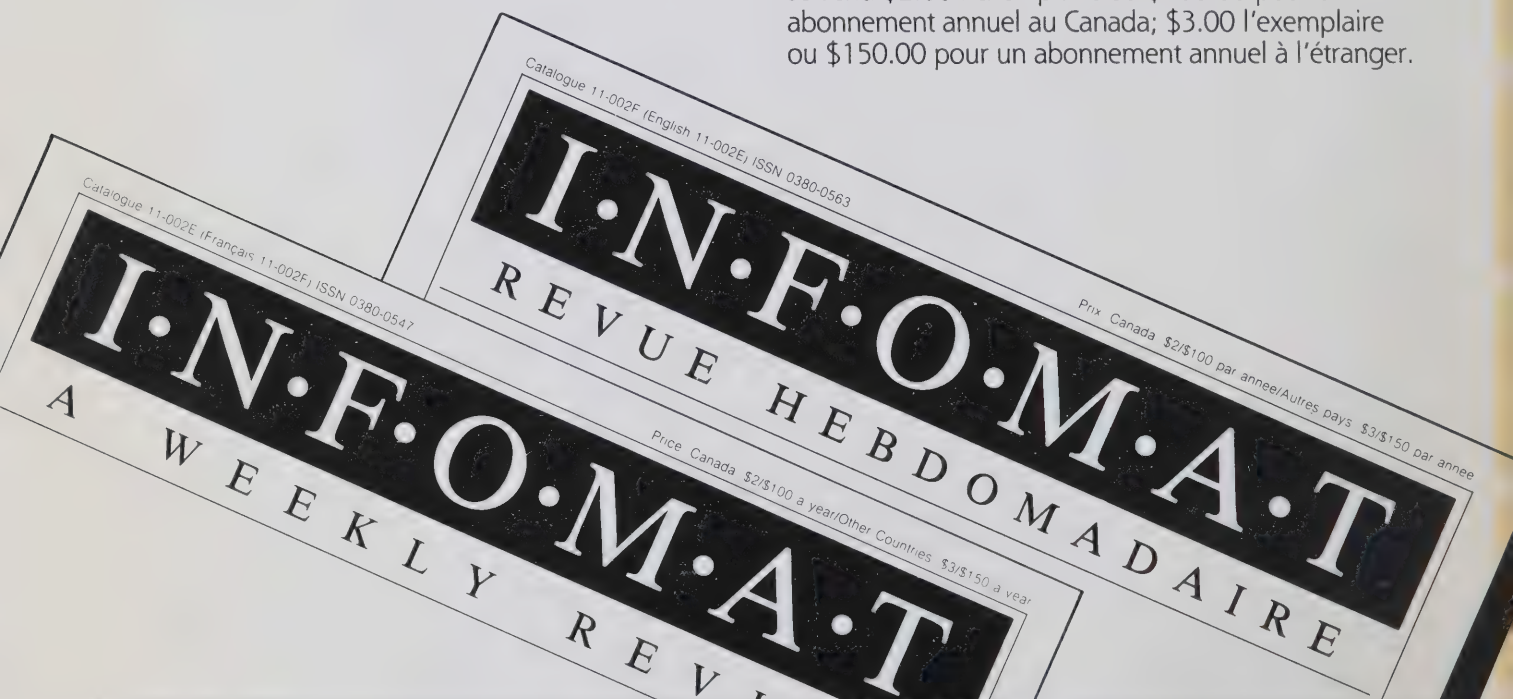 abonnement annuel au Canada; $3.00 l'exemplaire
ou $150.00 pour un abonnement annuel à l'étranger.
Catalogue 11-002F (English 11-002E) ISSN 0380-0563
Prix Canada $2/$100 par annee/Autres pays $3/$150 par annee
I•N•F•O•M•A•T
REVUE HEBDOMADAIRE
Catalogue 11-002E (Français 11-002F) ISSN 0380-0547
Price Canada $2/$100 a year/Other Countries $3/$150 a year
I•N•F•O•M•A•T
A WEEKLY